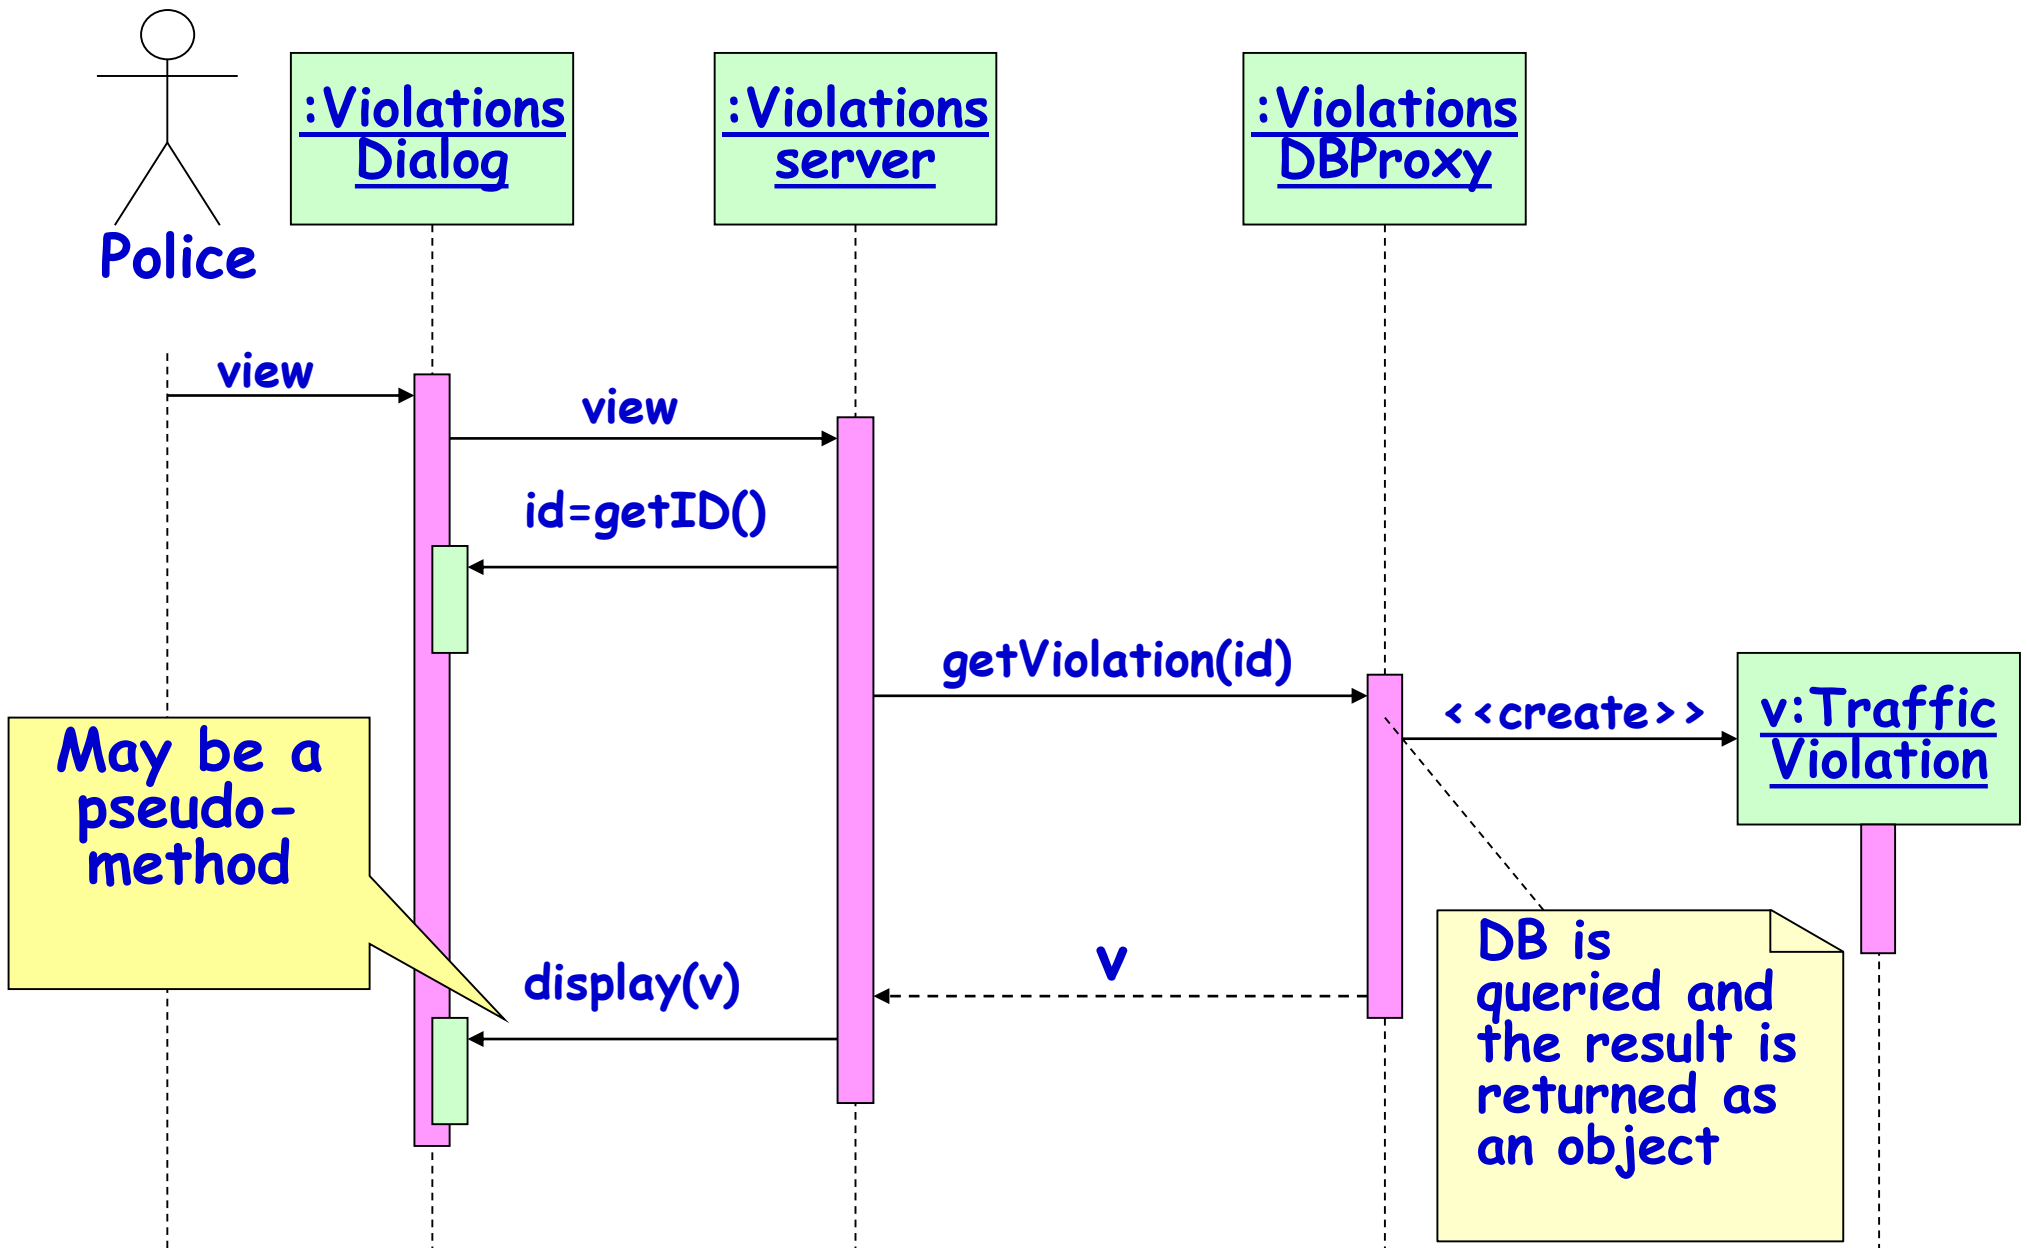 :Violations
Dialog
:Violations
server
:Violations
DBProxy
Police
view
view
id=getID()
getViolation(id)
<<create>>
v:Traffic
Violation
May be a
pseudo-
method
display(v)
v
DB is
queried and
the result is
returned as
an object